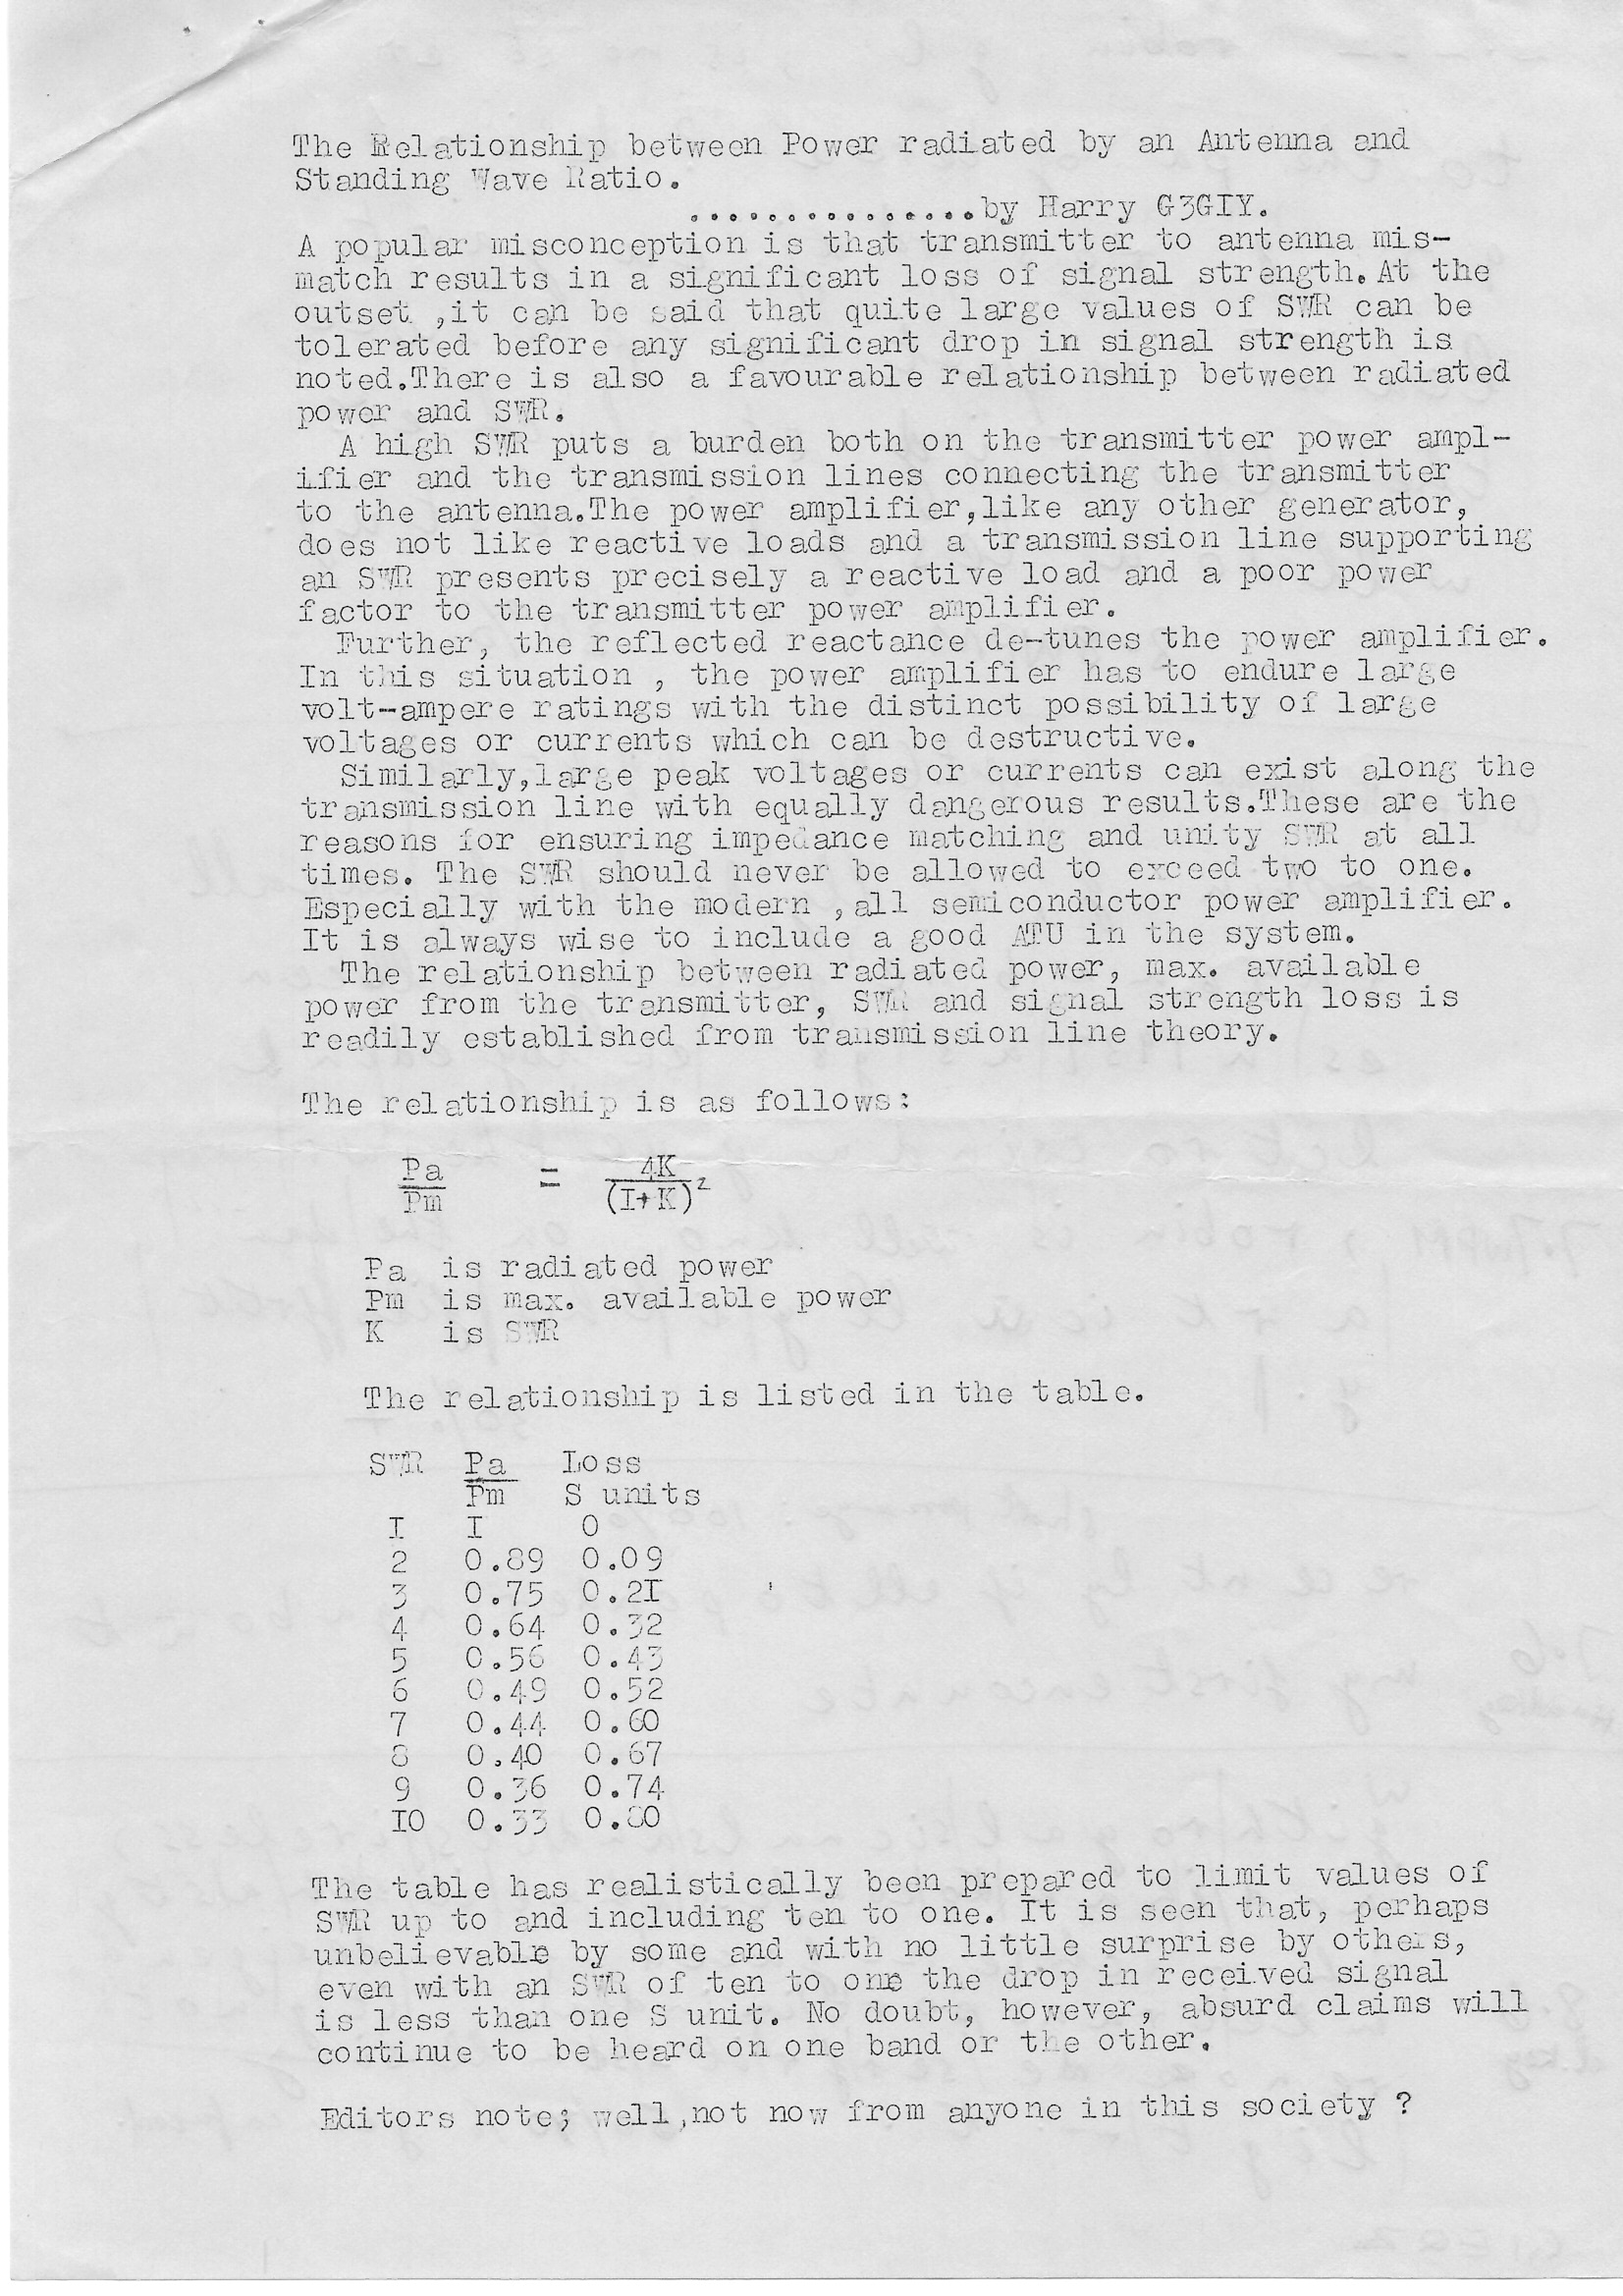 The Relationship between Power radiated by an Antenna and
Standing Wave Ratio.
...............by Harry G3GIY.
A popular misconception is that transmitter to antenna mis-
match results in a significant loss of signal strength.At the
outset ,it can be said that quite large values of SWR can be
tolerated before any significant drop in signal strength is
noted.There is also a favourable relationship between radiated
power and SWR.
A high SWR puts a burden both on the transmitter power ampl-
ifier and the transmission lines connecting the transmitter
to the antenna.The power amplifier,like any other generator,
does not like reactive loads and a transmission line supporting
an SWR presents precisely a reactive load and a poor power
factor to the transmitter power amplifier.
Further, the reflected reactance de-tunes the power amplifier.
In this situation , the power amplifier has to endure large
volt-ampere ratings with the distinct possibility of large
voltages or currents which can be destructive.
Similarly,large peak voltages or currents can exist along the
transmission line with equally dangerous results.These are the
reasons for ensuring impedance matching and unity SWR at all
times. The SWR should never be allowed to exceed two to one.
Especially with the modern ,all semiconductor power amplifier.
It is always wise to include a good ATU in the system.
The relationship between radiated power, max. available
power from the transmitter, SWR and signal strength loss is
readily established from transmission line theory.
The relationship is as follows:
Pa = 4K
Pm (I+K)²
Pa is radiated power
Pm is max. available power
K is SWR
The relationship is listed in the table.
SWR Pa Loss
Pm S units
I I 0
2 0.89 0.09
3 0.75 0.2I
4 0.64 0.32
5 0.56 0.43
6 0.49 0.52
7 0.44 0.60
8 0.40 0.67
9 0.36 0.74
I0 0.33 0.80
The table has realistically been prepared to limit values of
SWR up to and including ten to one. It is seen that, perhaps
unbelievable by some and with no little surprise by others,
even with an SWR of ten to one the drop in received signal
is less than one S unit. No doubt, however, absurd claims will
continue to be heard on one band or the other.
Editors note; well,not now from anyone in this society ?